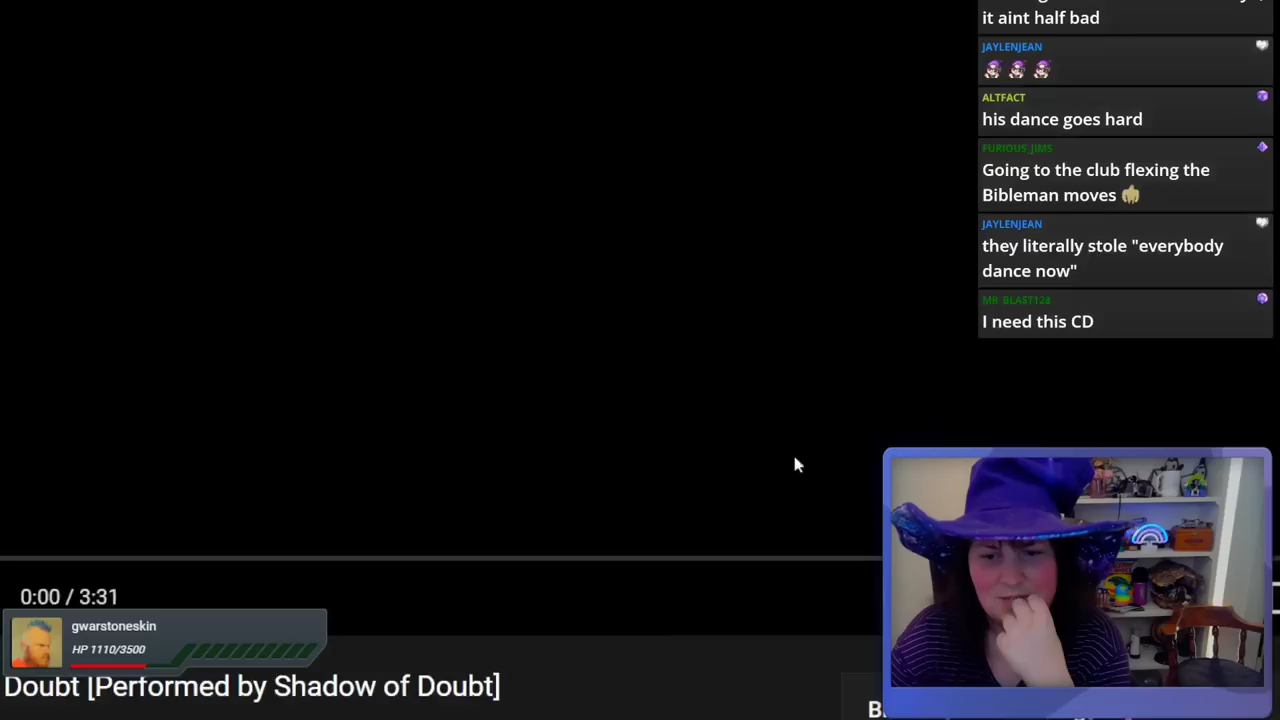 it aint half bad
JAYLENJEAN
ALTFACT
his dance goes hard
FURIOUS_JIMS
Going to the club flexing the
Bibleman moves
JAYLENJEAN
they literally stole "everybody
dance now"
MR_BLAST128
I need this CD
0:00 / 3:31
gwarstoneskin
HP 1110/3500
Doubt [Performed by Shadow of Doubt]